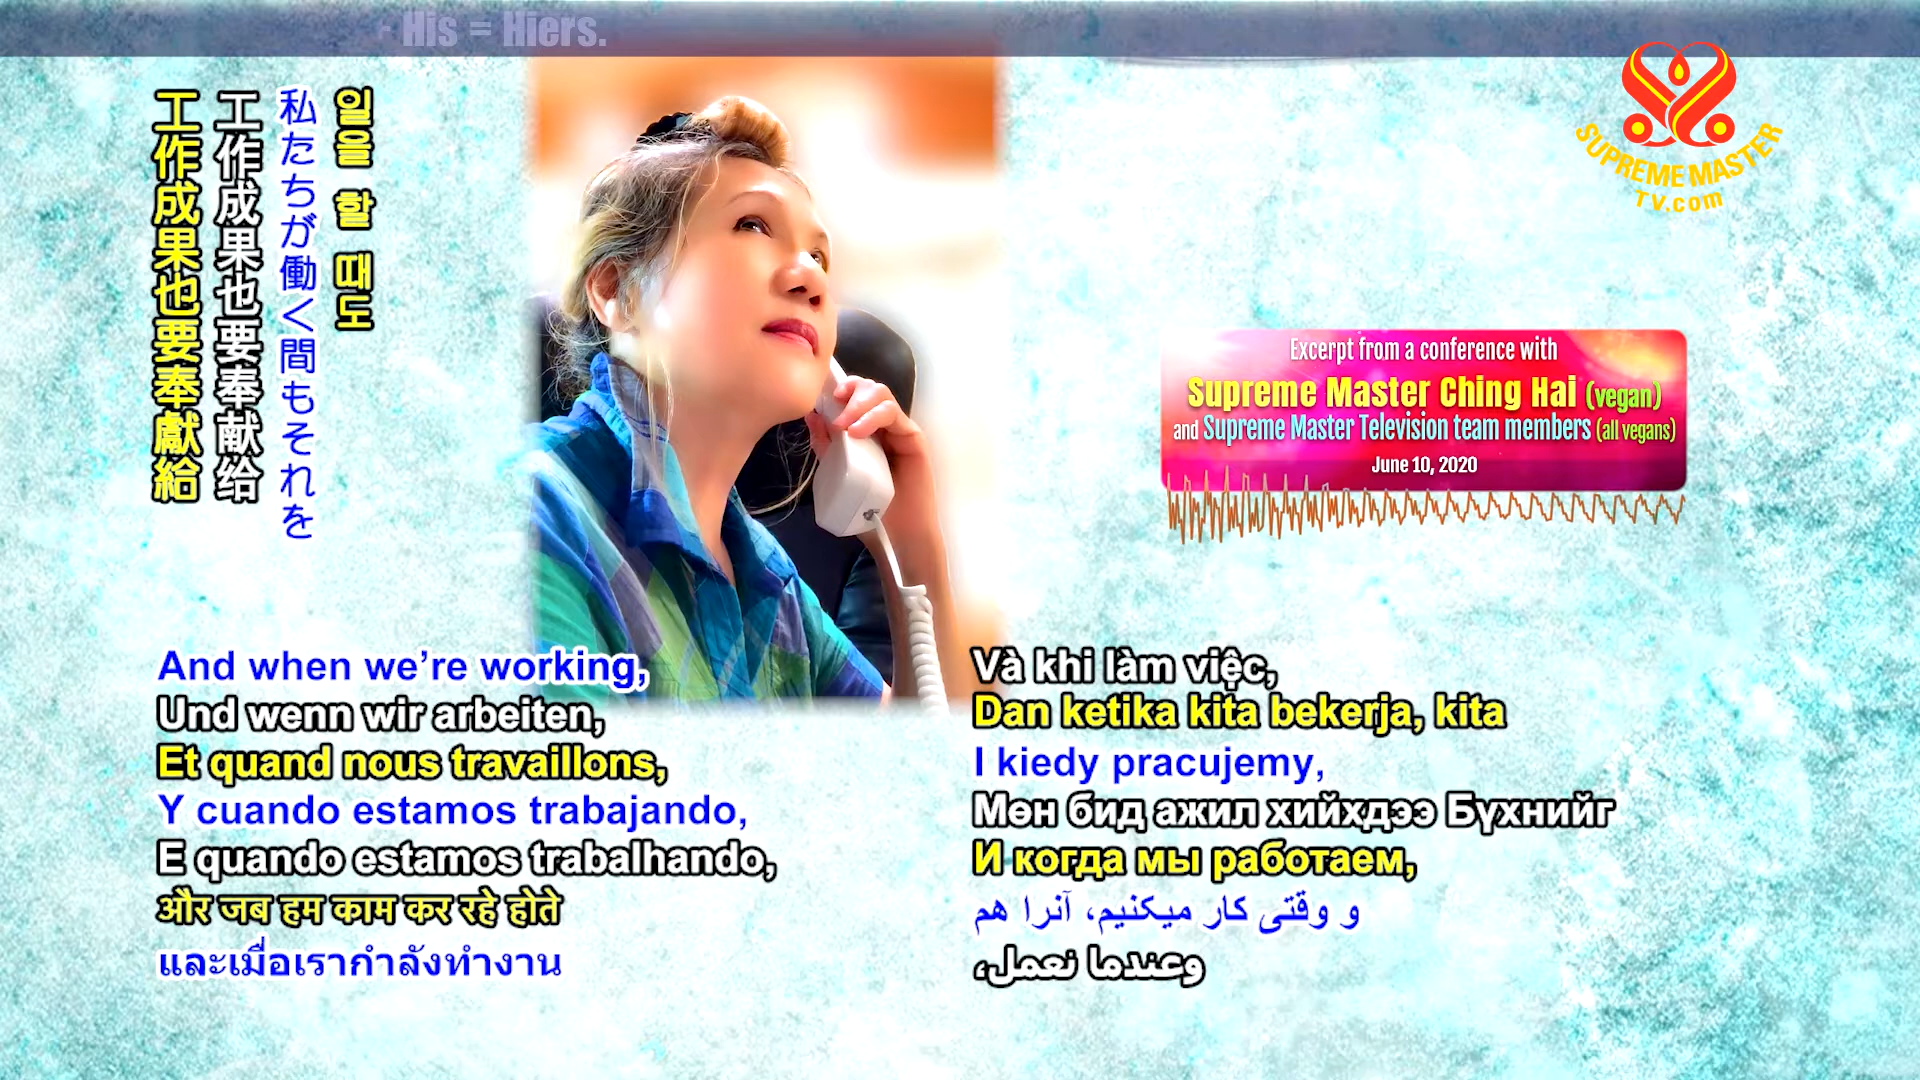 - His = Hiers.
SUPREME MASTER
TV.com
工作成果也要奉獻給
工作成果也要奉献给
私たちが働く間もそれを
일을 할 때도
Excerpt from a conference with
Supreme Master Ching Hai (vegan)
and Supreme Master Television team members (all vegans)
June 10, 2020
And when we’re working,
Und wenn wir arbeiten,
Et quand nous travaillons,
Y cuando estamos trabajando,
E quando estamos trabalhando,
और जब हम काम कर रहे होते
และเมื่อเรากำลังทำงาน
Và khi làm việc,
Dan ketika kita bekerja, kita
I kiedy pracujemy,
Мөн бид ажил хийхдээ Бүхнийг
И когда мы работаем,
و وقتی کار میکنیم، آنرا هم
وعندما نعمل،